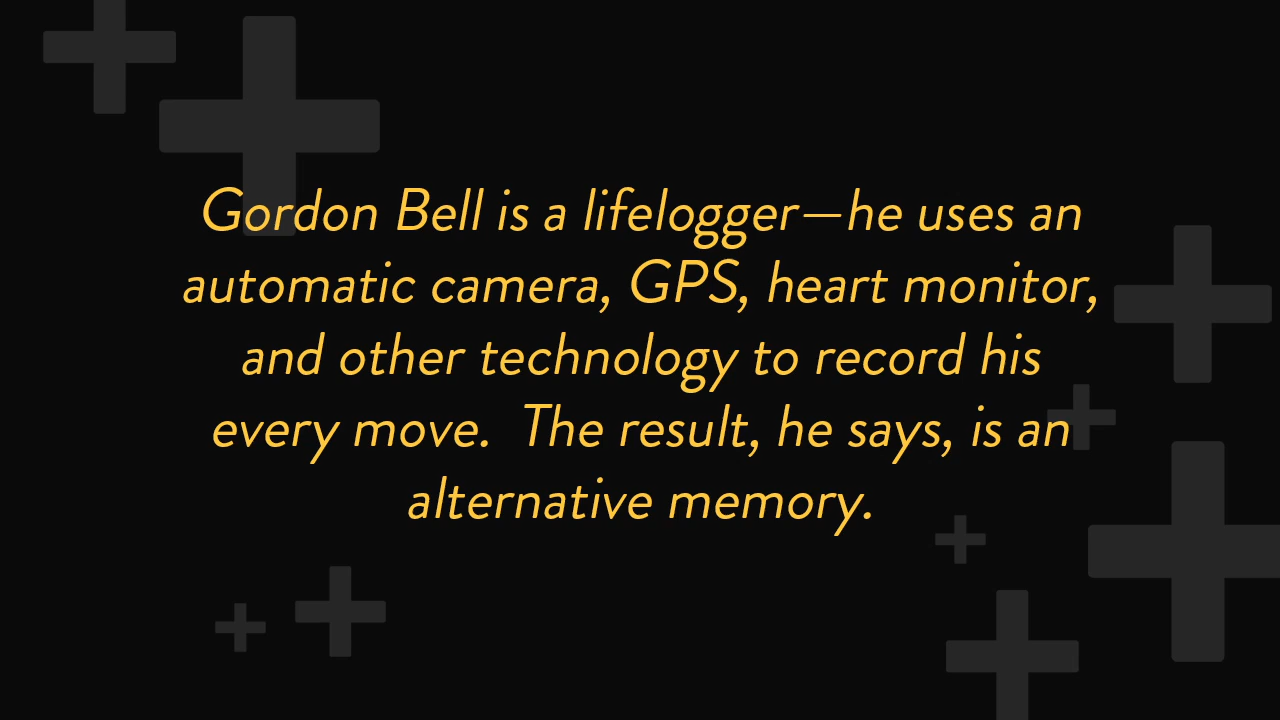 Gordon Bell is a lifelogger—he uses an
automatic camera, GPS, heart monitor,
and other technology to record his
every move.  The result, he says, is an
alternative memory.